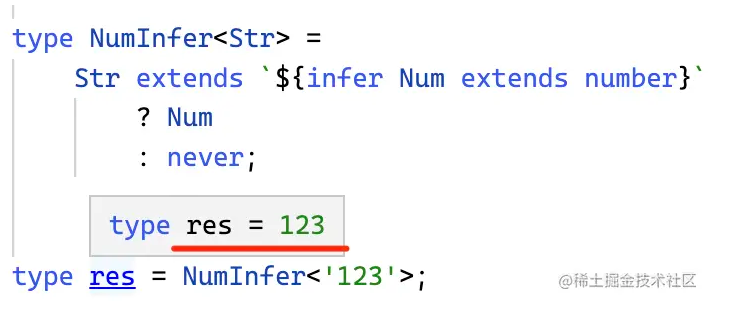 type NumInfer<Str> =
    Str extends `${infer Num extends number}`
        ? Num
        : never;
type res = 123
type res = NumInfer<'123'>;
@稀土掘金技术社区